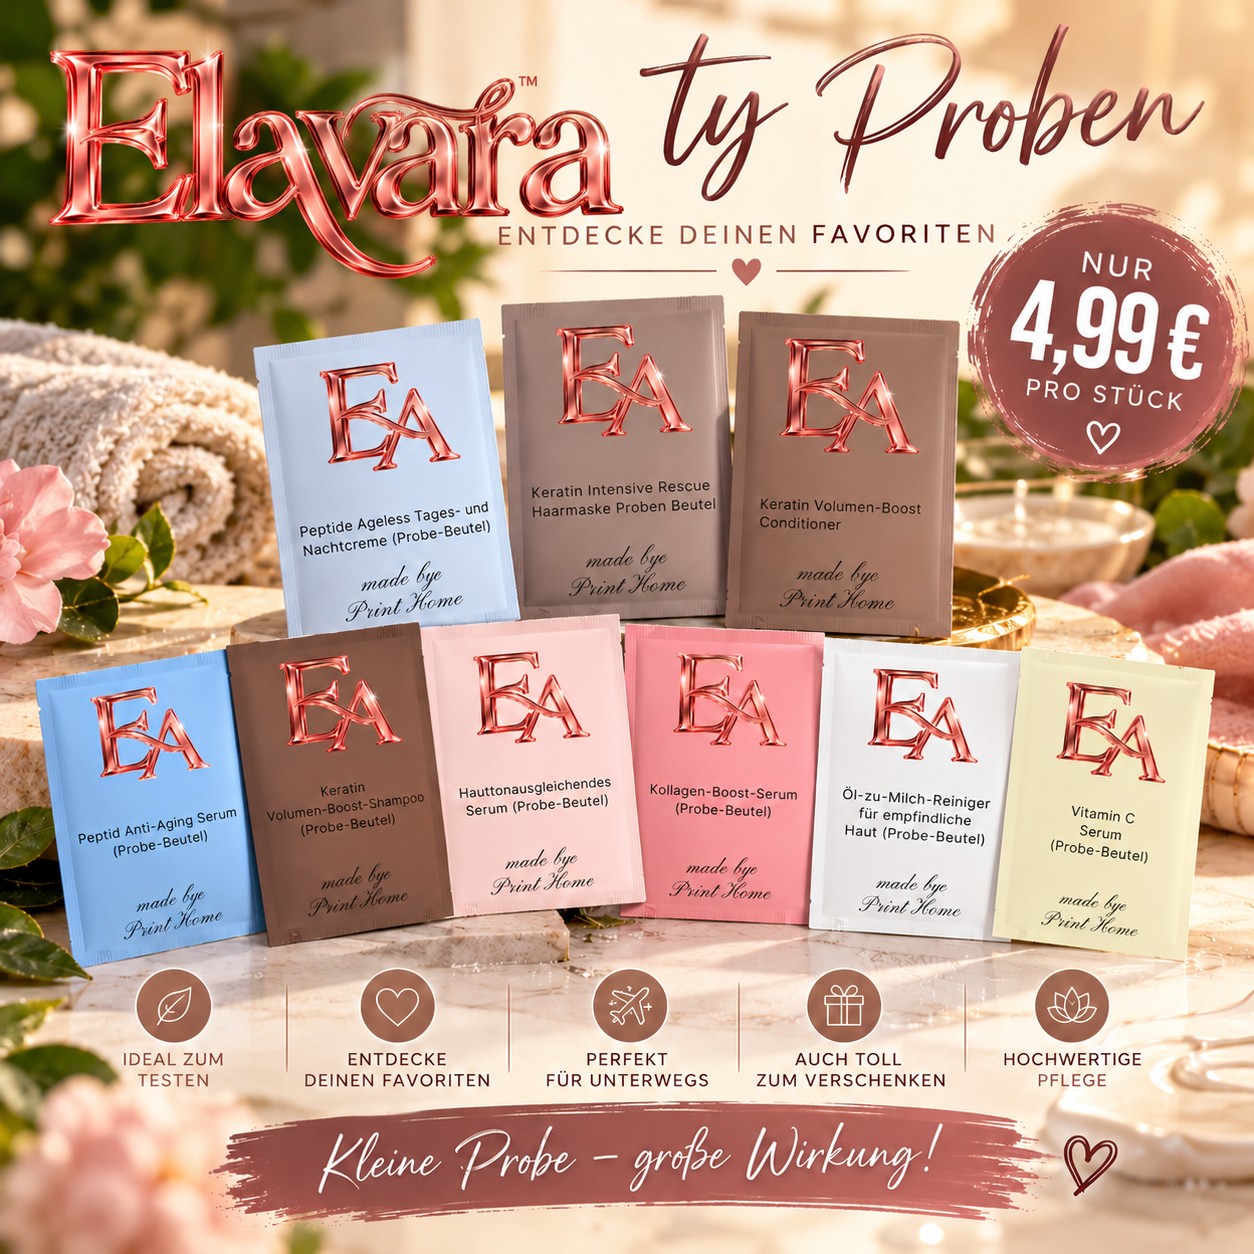 Elavara™
ty Proben
ENTDECKE DEINEN FAVORITEN
NUR
4,99 €
PRO STÜCK
EA
Peptide Ageless Tages- und
Nachtcreme (Probe-Beutel)
made bye
Print Home
EA
Keratin Intensive Rescue
Haarmaske Proben Beutel
made bye
Print Home
EA
Keratin Volumen-Boost
Conditioner
made bye
Print Home
EA
Peptid Anti-Aging Serum
(Probe-Beutel)
made bye
Print Home
EA
Keratin
Volumen-Boost-Shampoo
(Probe-Beutel)
made bye
Print Home
EA
Hauttonausgleichendes
Serum (Probe-Beutel)
made bye
Print Home
EA
Kollagen-Boost-Serum
(Probe-Beutel)
made bye
Print Home
EA
Öl-zu-Milch-Reiniger
für empfindliche
Haut (Probe-Beutel)
made bye
Print Home
EA
Vitamin C
Serum
(Probe-Beutel)
made bye
Print Home
IDEAL ZUM
TESTEN
ENTDECKE
DEINEN FAVORITEN
PERFEKT
FÜR UNTERWEGS
AUCH TOLL
ZUM VERSCHENKEN
HOCHWERTIGE
PFLEGE
Kleine Probe – große Wirkung!